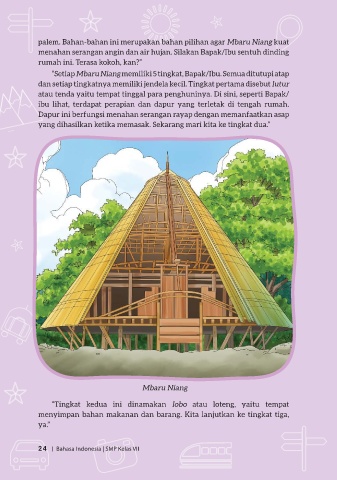 palem. Bahan-bahan ini merupakan bahan pilihan agar Mbaru Niang kuat
menahan serangan angin dan air hujan. Silakan Bapak/Ibu sentuh dinding
rumah ini. Terasa kokoh, kan?"
"Setiap Mbaru Niang memiliki 5 tingkat, Bapak/Ibu. Semua ditutupi atap
dan setiap tingkatnya memiliki jendela kecil. Tingkat pertama disebut lutur
atau tenda yaitu tempat tinggal para penghuninya. Di sini, seperti Bapak/
ibu lihat, terdapat perapian dan dapur yang terletak di tengah rumah.
Dapur ini berfungsi menahan serangan rayap dengan memanfaatkan asap
yang dihasilkan ketika memasak. Sekarang mari kita ke tingkat dua."
Mbaru Niang
"Tingkat kedua ini dinamakan lobo atau loteng, yaitu tempat
menyimpan bahan makanan dan barang. Kita lanjutkan ke tingkat tiga,
ya."
24 | Bahasa Indonesia | SMP Kelas VII